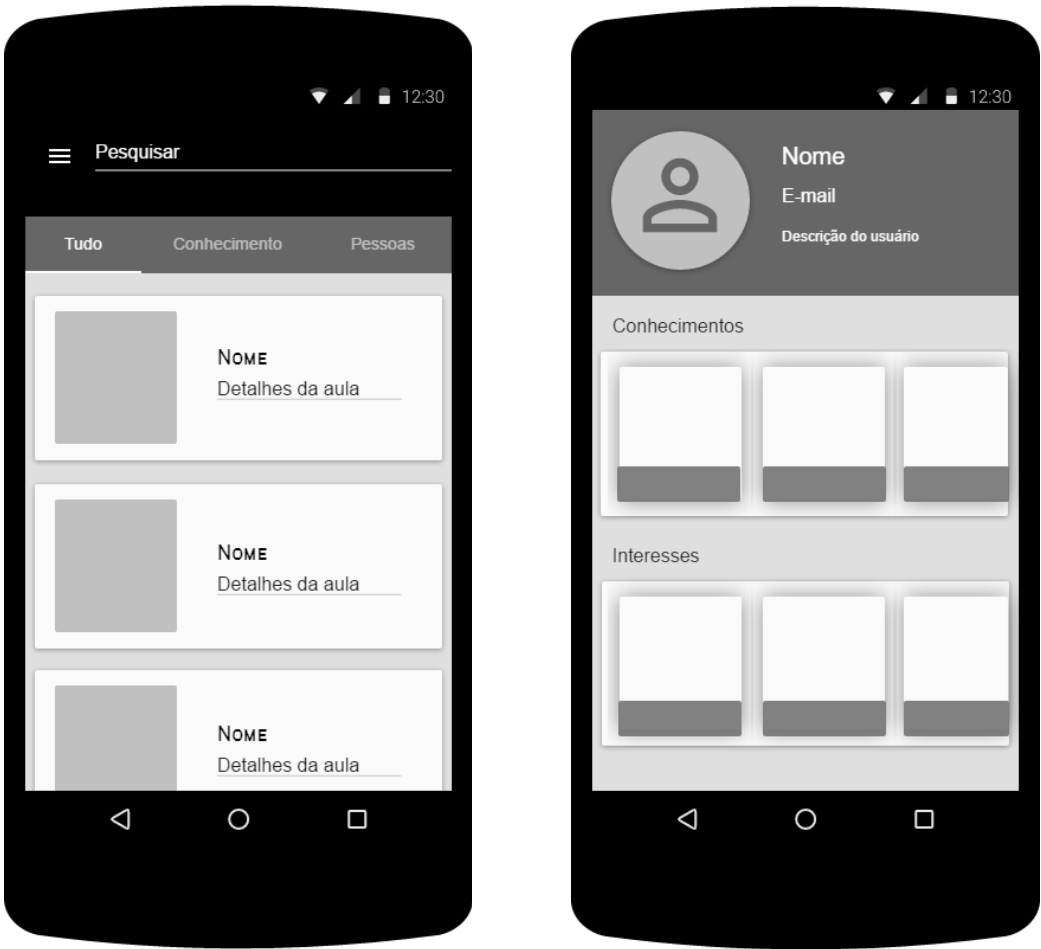 12:30
Pesquisar
Tudo Conhecimento Pessoas
Nome
Detalhes da aula
Nome
Detalhes da aula
Nome
Detalhes da aula
12:30
Nome
E-mail
Descrição do usuário
Conhecimentos
Interesses